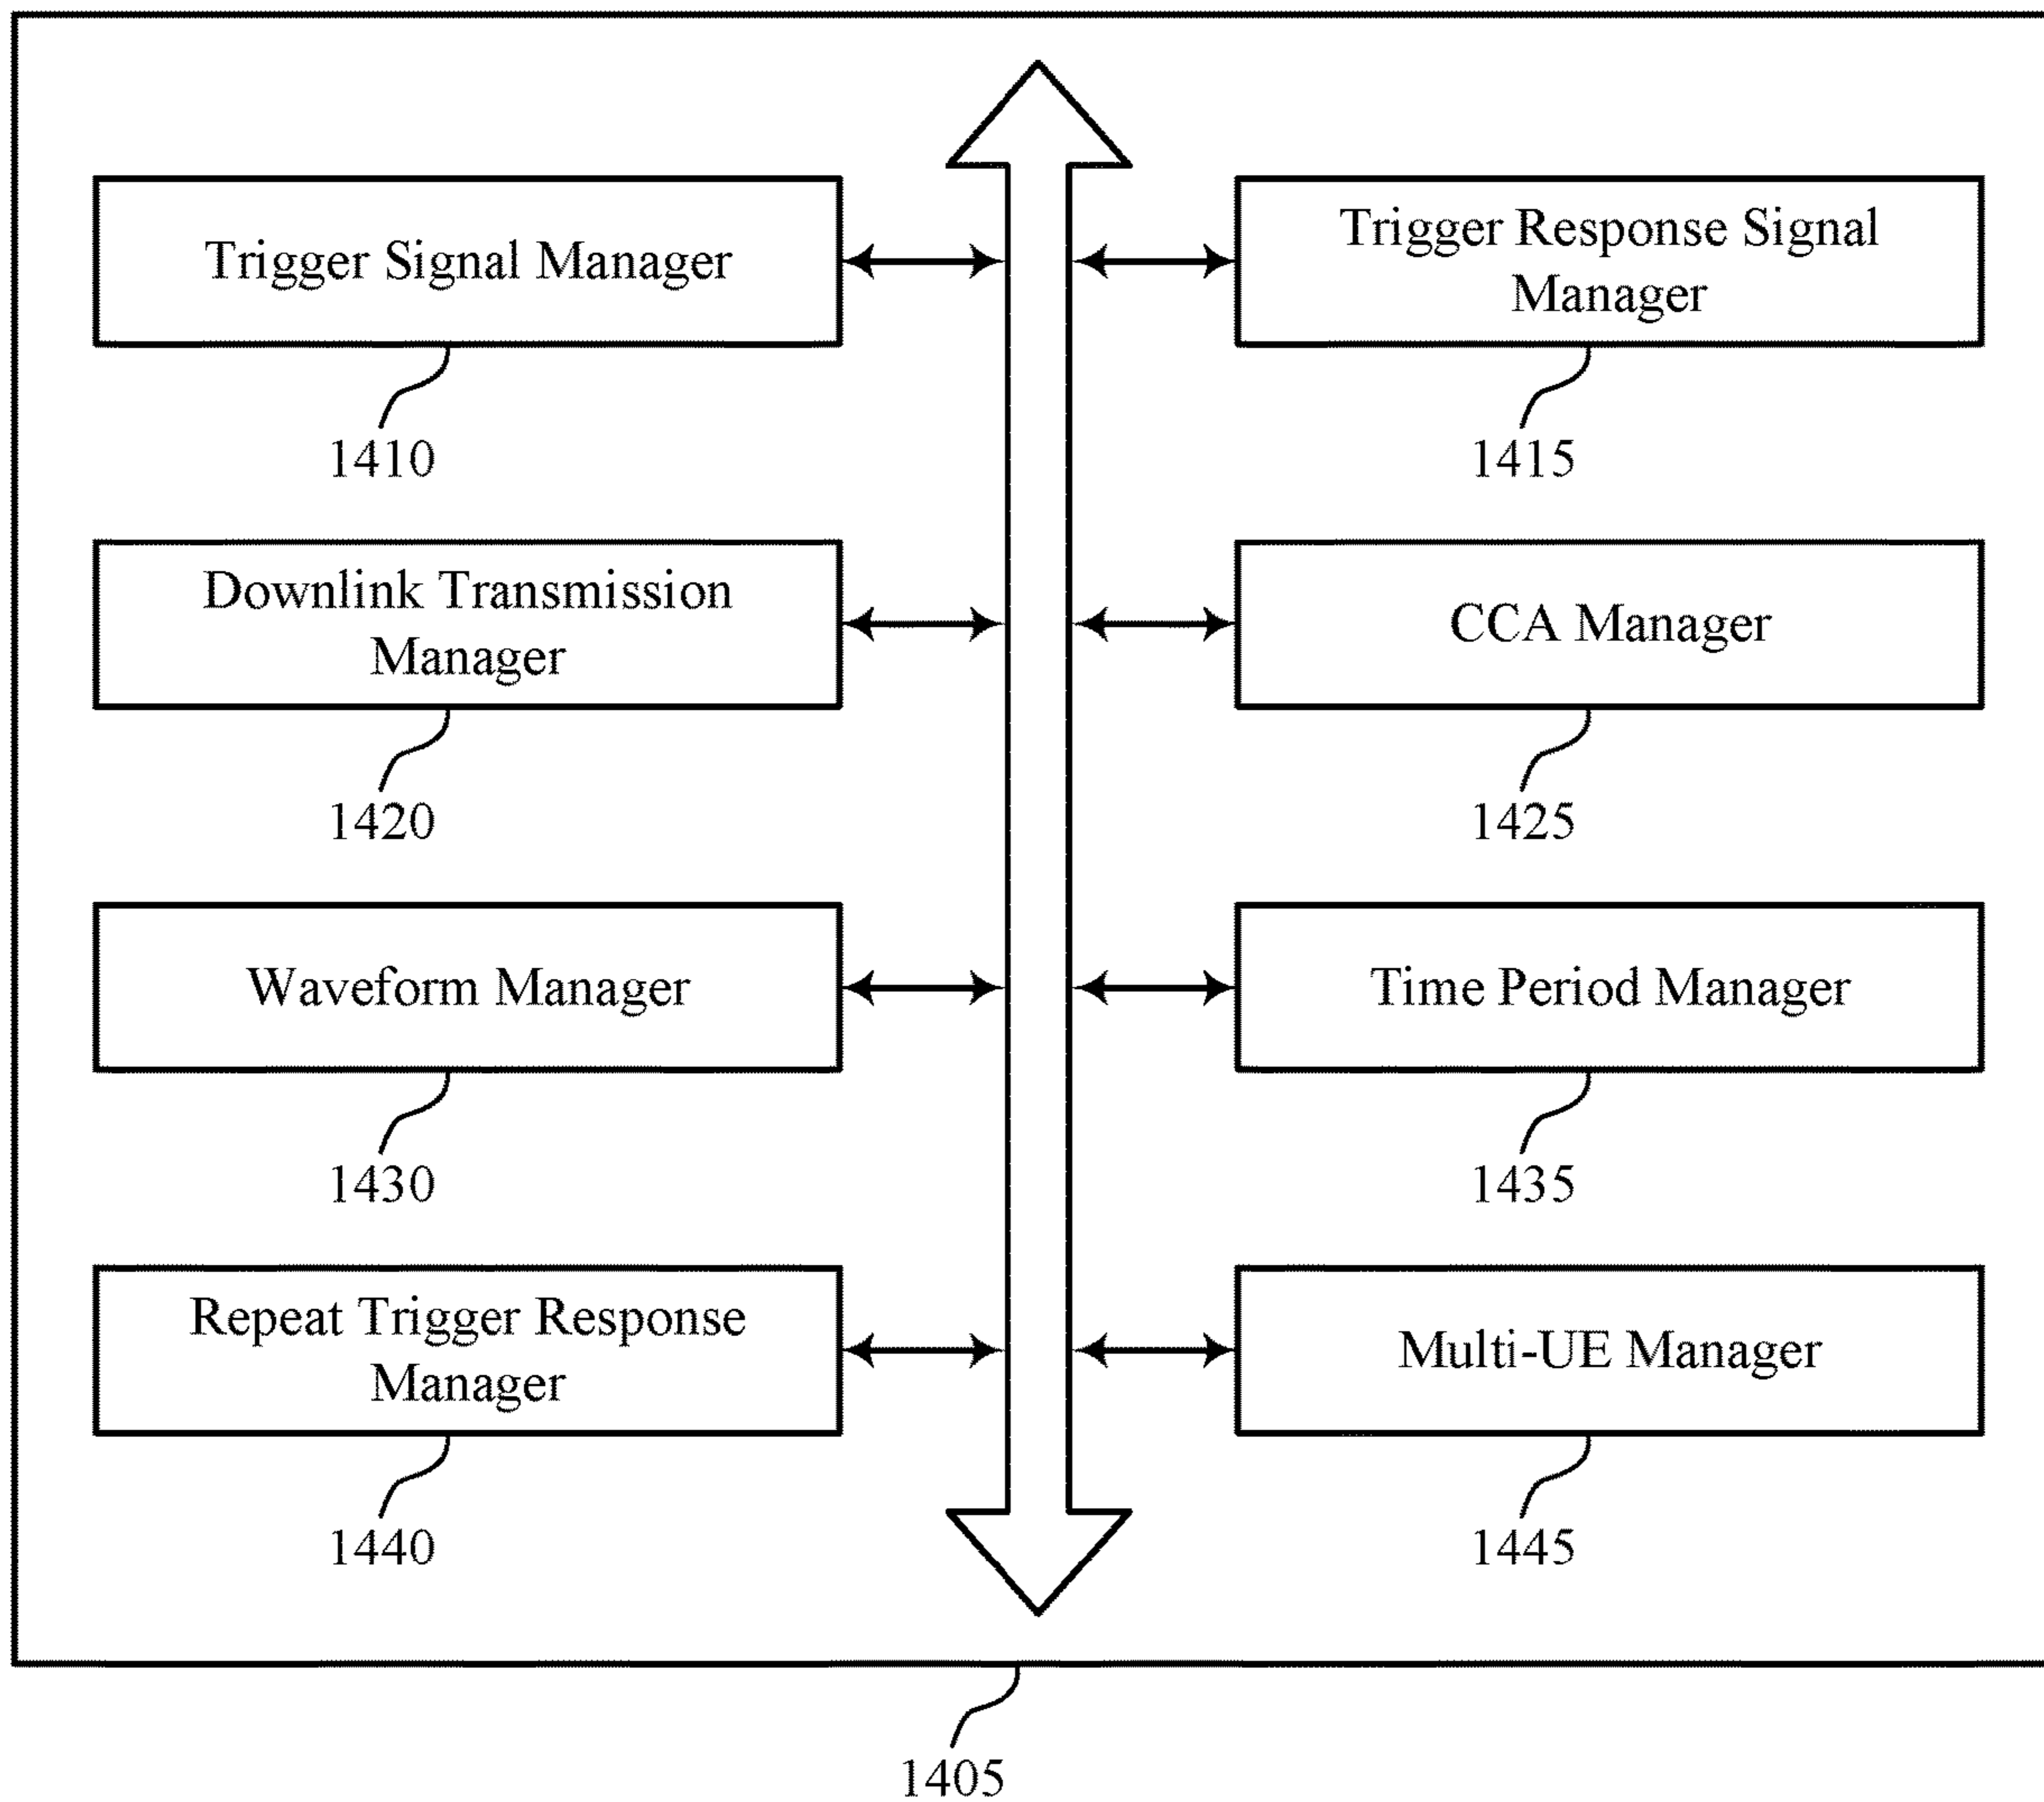 Trigger Signal Manager
1410
Trigger Response Signal
Manager
1415
Downlink Transmission
Manager
1420
CCA Manager
1425
Waveform Manager
1430
Time Period Manager
1435
Repeat Trigger Response
Manager
1440
Multi-UE Manager
1445
1405